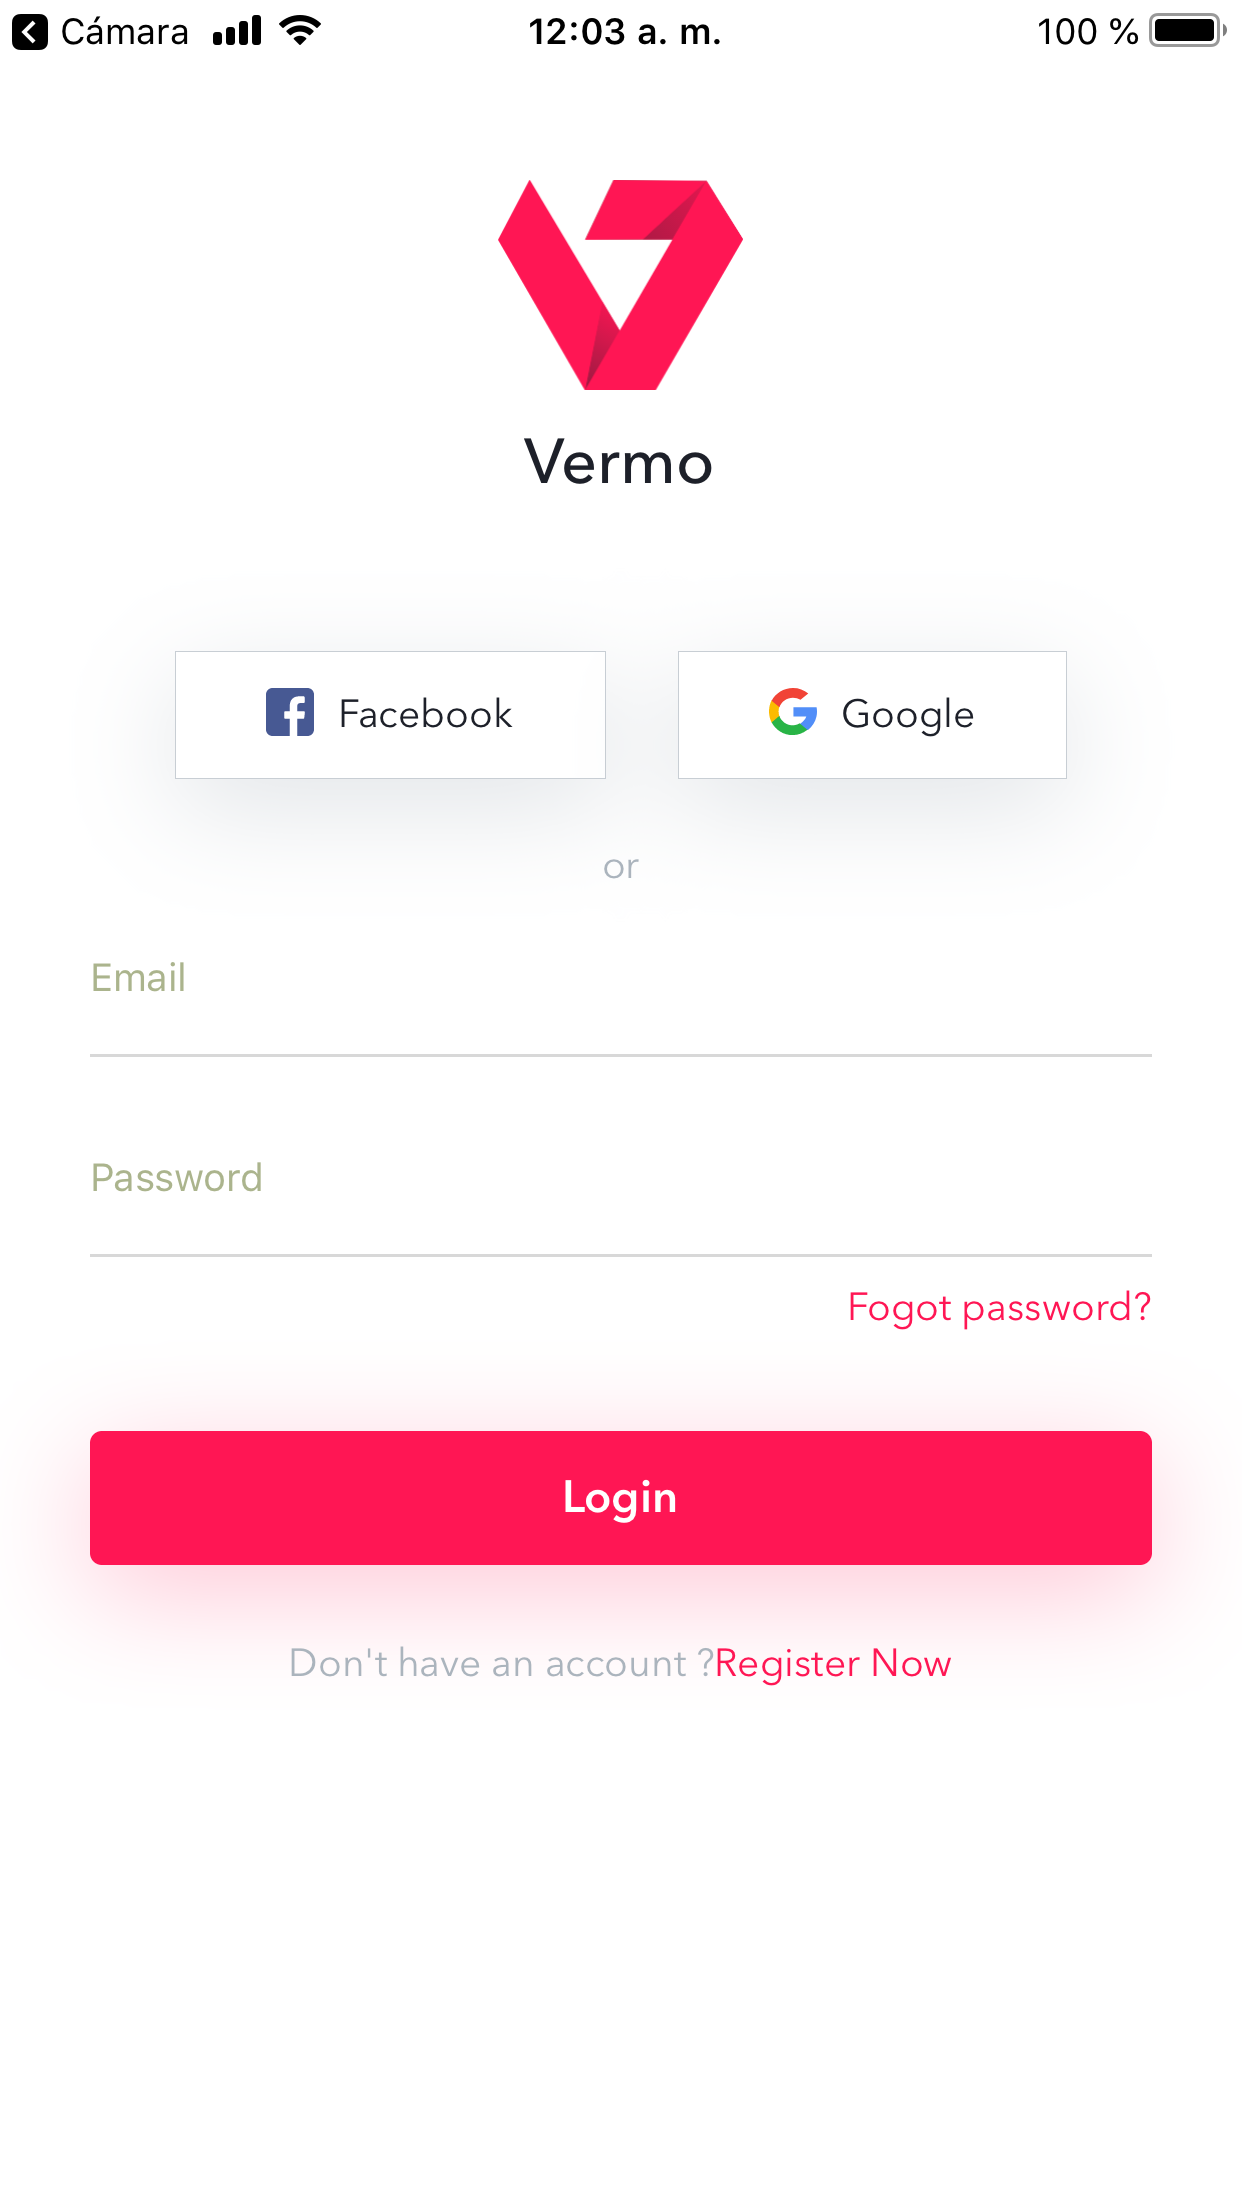 Cámara 12:03 a. m. 100 %
Vermo
Facebook Google
or
Email
Password
Fogot password?
Login
Don't have an account ?Register Now